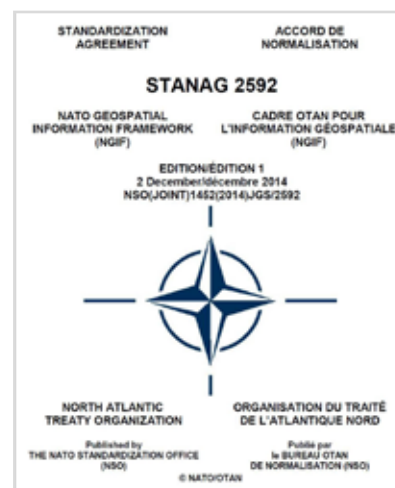 STANDARDIZATION
AGREEMENT
ACCORD DE
NORMALISATION
STANAG 2592
NATO GEOSPATIAL
INFORMATION FRAMEWORK
(NGIF)
CADRE OTAN POUR
L'INFORMATION GÉOSPATIALE
(NGIF)
EDITION/ÉDITION 1
2 December/décembre 2014
NSO(JOINT)1452(2014)JGS/2592
NORTH ATLANTIC
TREATY ORGANIZATION
ORGANISATION DU TRAITÉ
DE L'ATLANTIQUE NORD
Published by
THE NATO STANDARDIZATION OFFICE
(NSO)
Publié par
le BUREAU OTAN
DE NORMALISATION (NSO)
© NATO/OTAN